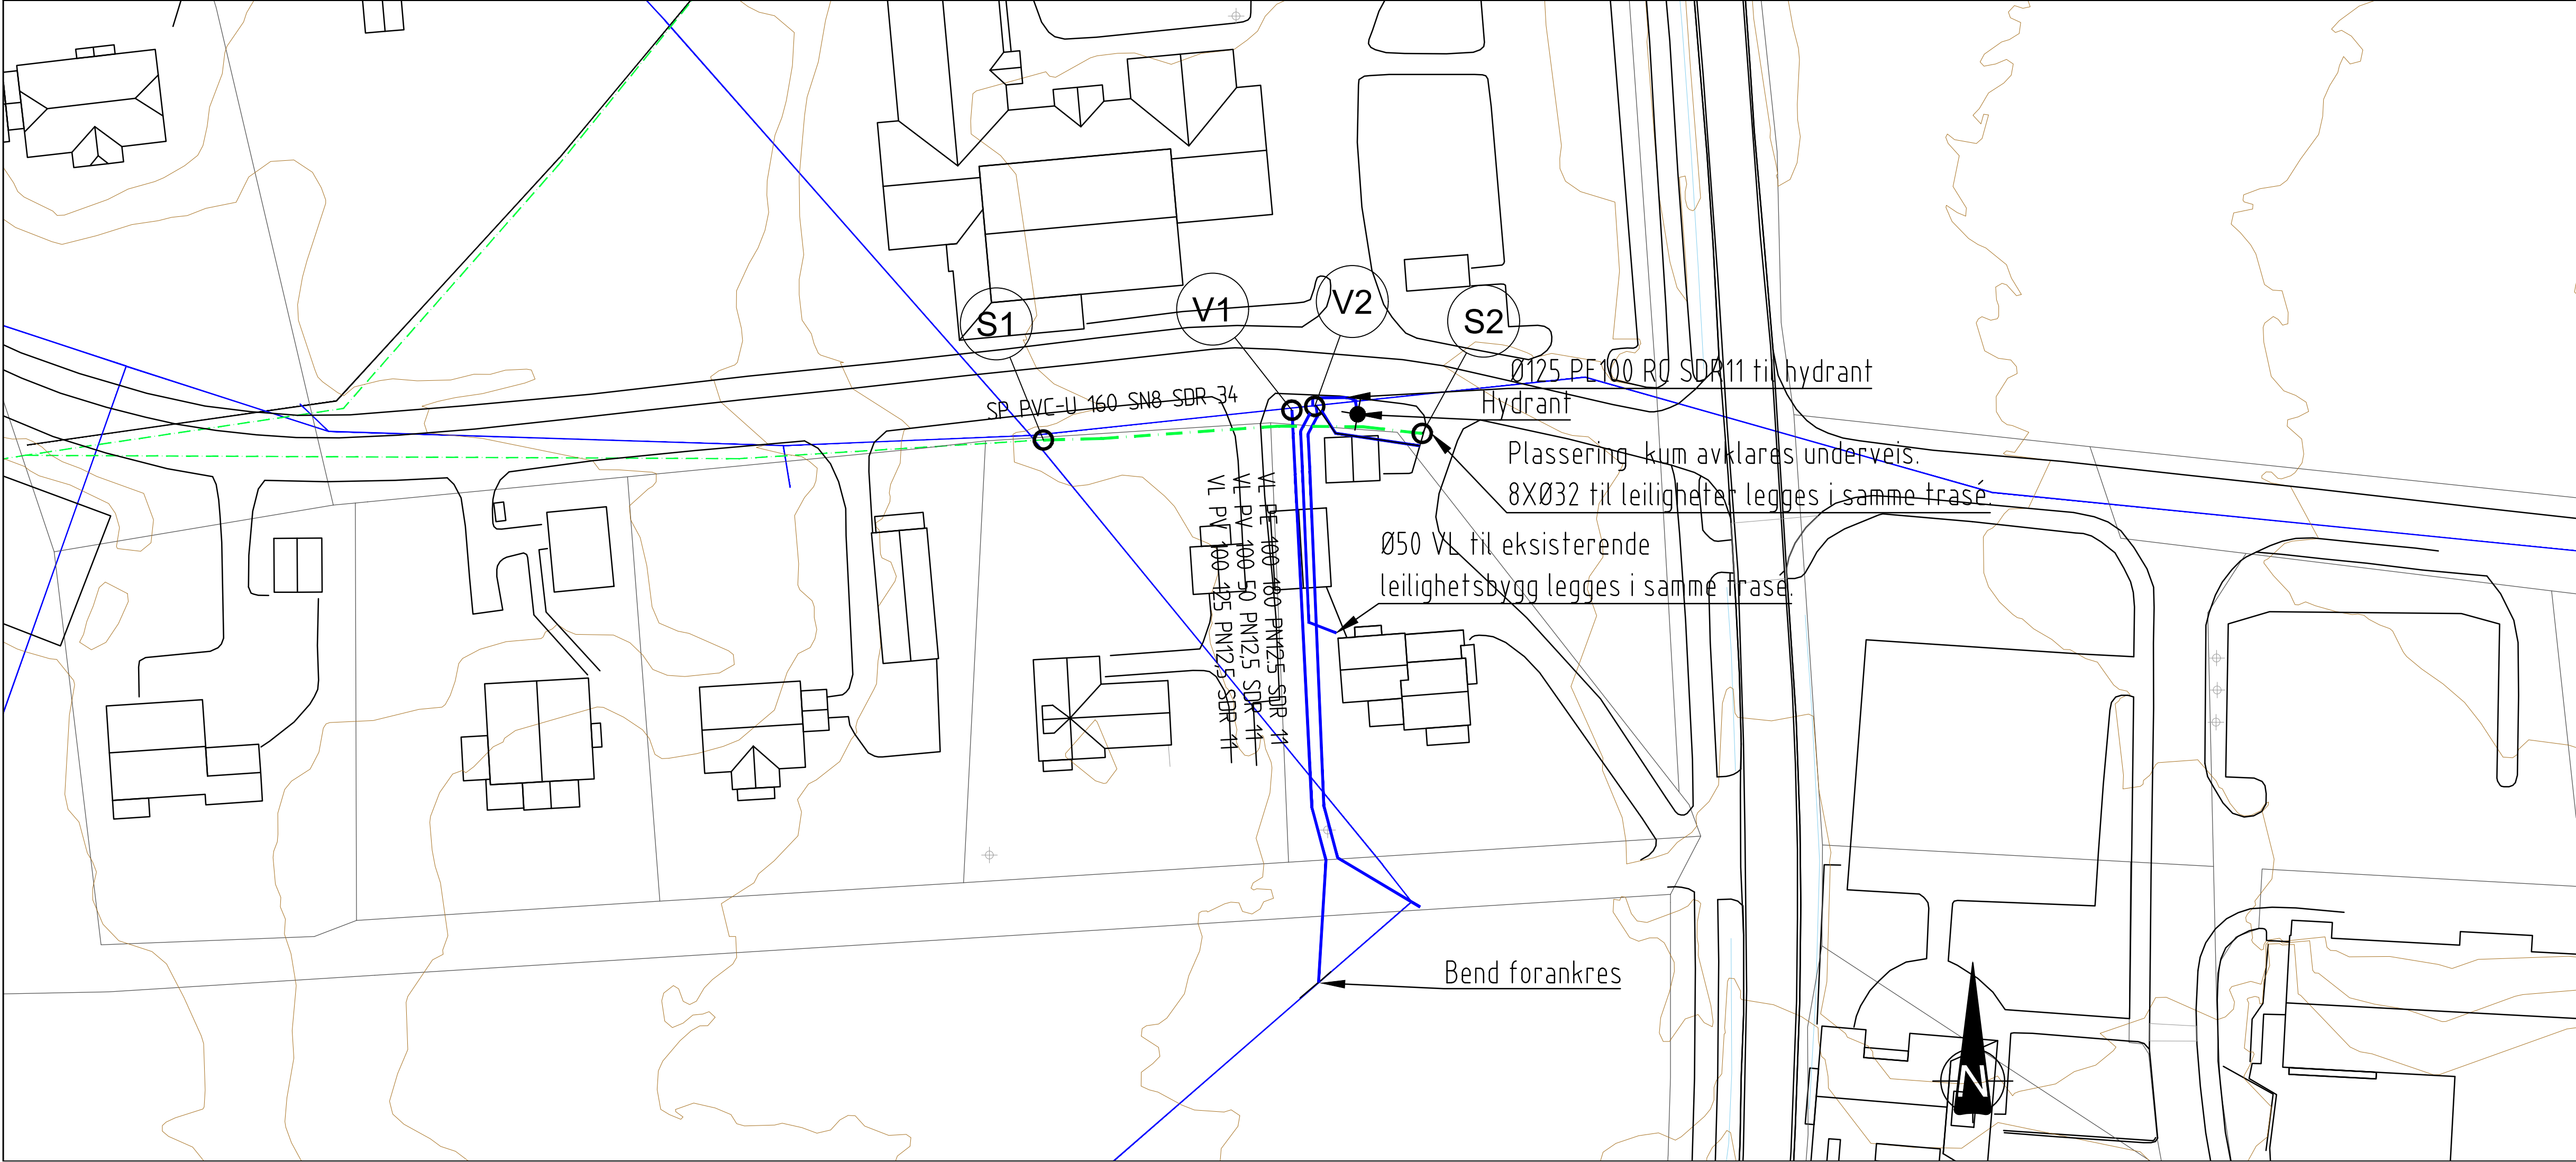 S1
V1
V2
S2
Ø125 PE100 RC SDR11 til hydrant
Hydrant
SP PVC-U 160 SN8 SDR 34
Plassering kum avklares underveis.
8XØ32 til leiligheter legges i samme trasé.
Ø50 VL til eksisterende
leilighetsbygg legges i samme trasé.
VL PE 100 180 PN12.5 SDR 11
VL PV 100 50 PN12,5 SDR 11
VL PV 100 125 PN12,5 SDR 11
Bend forankres
N